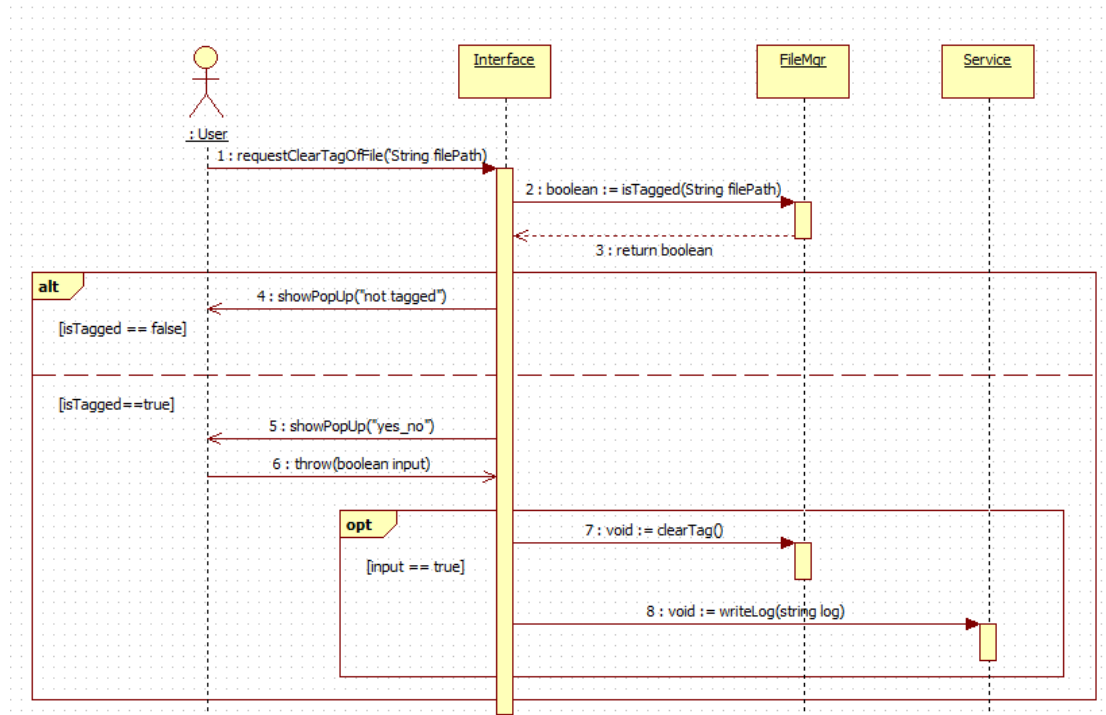 Interface
FileMgr
Service
: User
1 : requestClearTagOfFile('String filePath)
2 : boolean := isTagged(String filePath)
3 : return boolean
alt
4 : showPopUp("not tagged")
[isTagged == false]
[isTagged==true]
5 : showPopUp("yes_no")
6 : throw(boolean input)
opt
7 : void := clearTag()
[input == true]
8 : void := writeLog(string log)